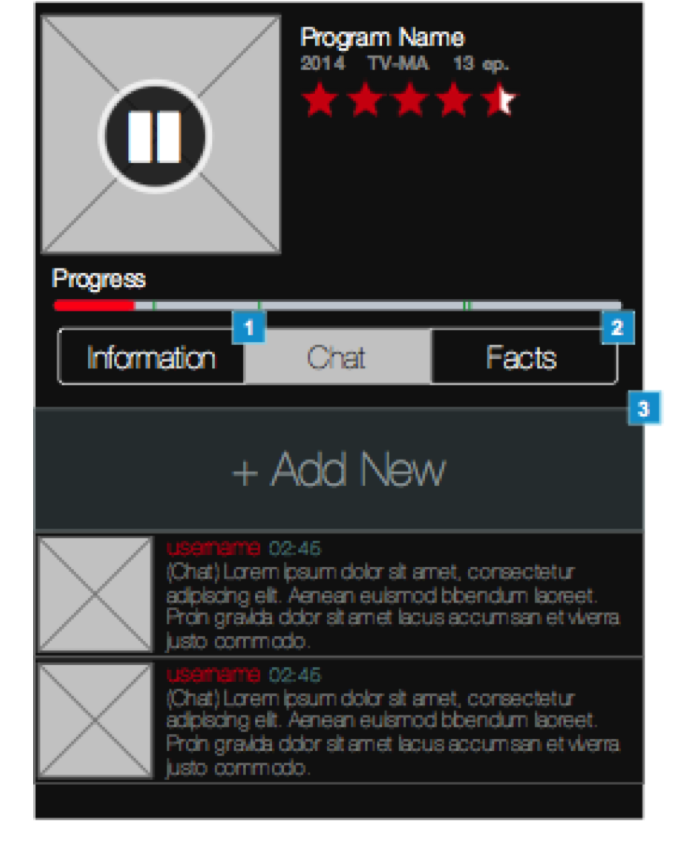 Program Name
2014 TV-MA 13 ep.
Progress
1
2
Information Chat Facts
3
+ Add New
username 02:46
(Chat) Lorem ipsum dolor sit amet, consectetur
adipiscing elit. Aenean euismod bibendum laoreet.
Proin gravida dolor sit amet lacus accumsan et viverra
justo commodo.
username 02:46
(Chat) Lorem ipsum dolor sit amet, consectetur
adipiscing elit. Aenean euismod bibendum laoreet.
Proin gravida dolor sit amet lacus accumsan et viverra
justo commodo.